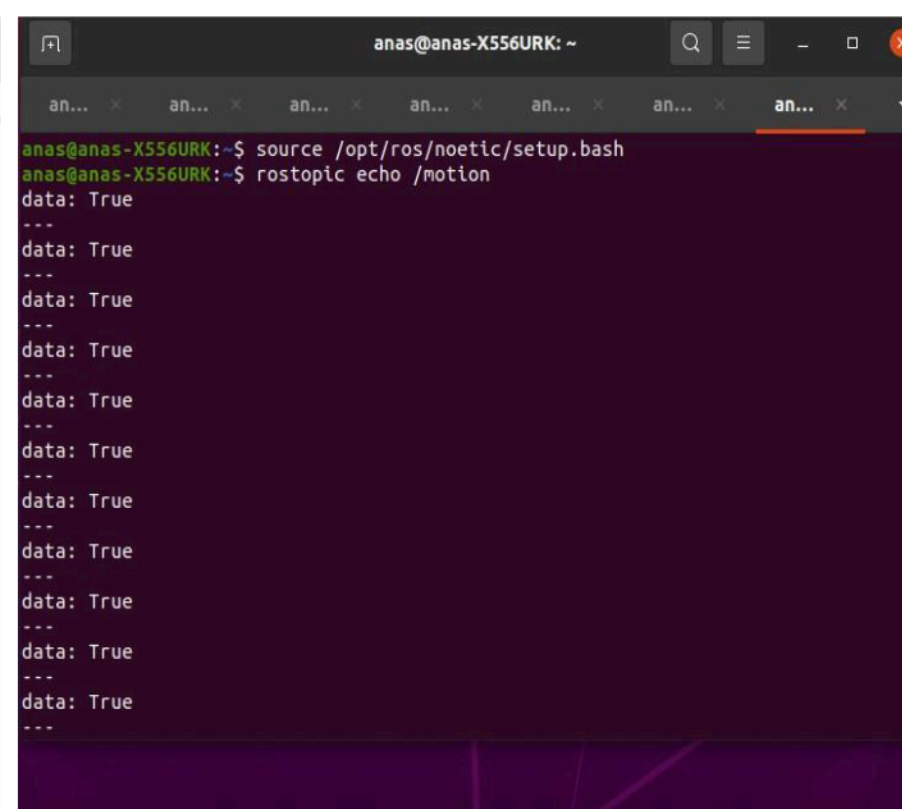 anas@anas-X556URK: ~
an... an... an... an... an... an... an...
anas@anas-X556URK:~$ source /opt/ros/noetic/setup.bash
anas@anas-X556URK:~$ rostopic echo /motion
data: True
---
data: True
---
data: True
---
data: True
---
data: True
---
data: True
---
data: True
---
data: True
---
data: True
---
data: True
---
data: True
---